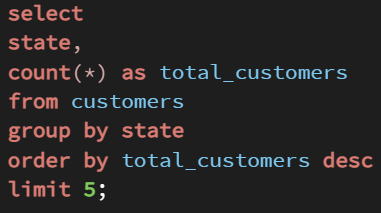 select
state,
count(*) as total_customers
from customers
group by state
order by total_customers desc
limit 5;